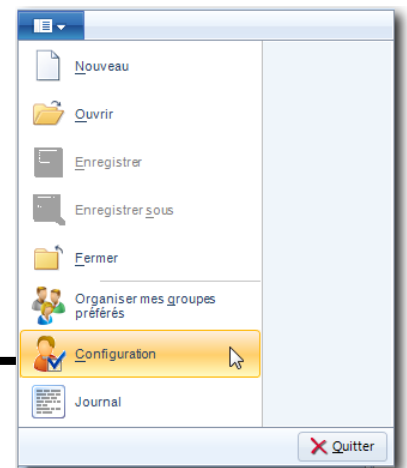 Nouveau
Ouvrir
Enregistrer
Enregistrer sous
Fermer
Organiser mes groupes
préférés
Configuration
Journal
Quitter